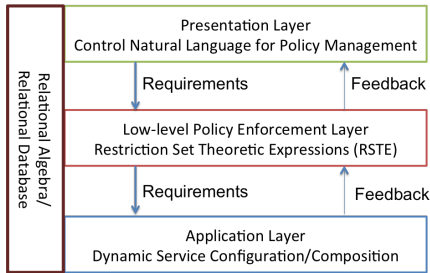 Presentation Layer
Control Natural Language for Policy Management
Requirements
Feedback
Relational Algebra/
Relational Database
Low-level Policy Enforcement Layer
Restriction Set Theoretic Expressions (RSTE)
Requirements
Feedback
Application Layer
Dynamic Service Configuration/Composition